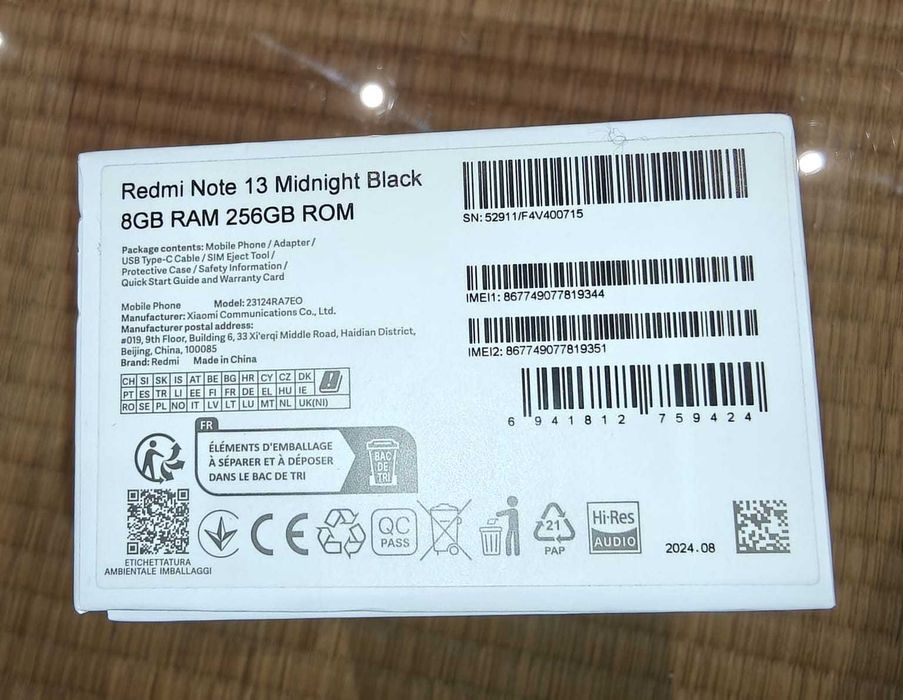 Redmi Note 13 Midnight Black
8GB RAM 256GB ROM
Package contents: Mobile Phone / Adapter /
USB Type-C Cable / SIM Eject Tool /
Protective Case / Safety Information /
Quick Start Guide and Warranty Card
Mobile Phone Model: 23124RA7EO
Manufacturer: Xiaomi Communications Co., Ltd.
Manufacturer postal address:
#019, 9th Floor, Building 6, 33 Xi'erqi Middle Road, Haidian District,
Beijing, China, 100085
Brand: Redmi Made in China
CH SI SK IS AT BE BG HR CY CZ DK
PT ES TR LI EE FI FR DE EL HU IE
RO SE PL NO IT LV LT LU MT NL UK(NI)
SN: 52911/F4V400715
IMEI1: 867749077819344
IMEI2: 867749077819351
6 941812 759424
FR
ÉLÉMENTS D'EMBALLAGE
À SÉPARER ET À DÉPOSER
DANS LE BAC DE TRI
BAC
DE
TRI
ETICHETTATURA
AMBIENTALE IMBALLAGGI
CE
QC
PASS
21
PAP
Hi-Res
AUDIO
2024.08